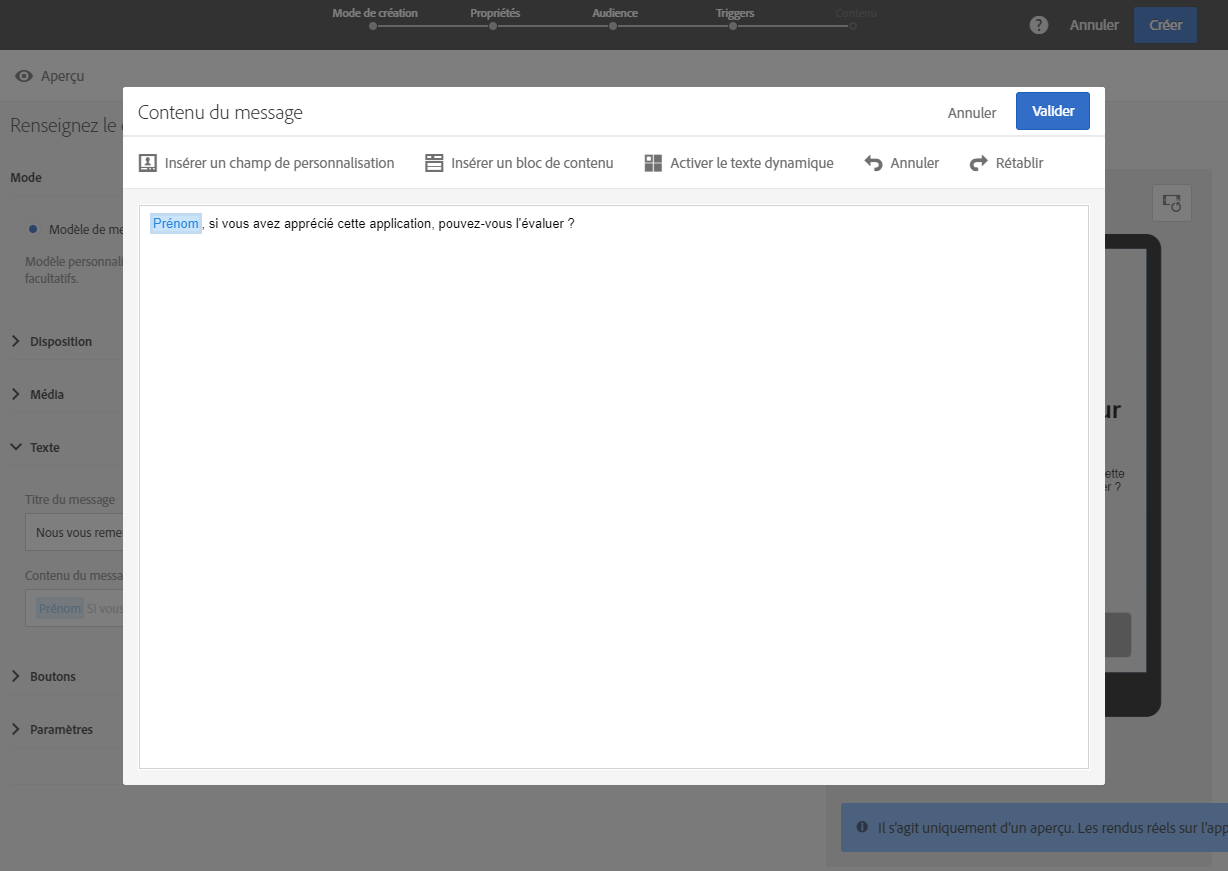 Mode de création
Propriétés
Audience
Triggers
Contenu
Annuler
Créer
Aperçu
Renseignez le
Contenu du message
Annuler
Valider
Insérer un champ de personnalisation
Insérer un bloc de contenu
Activer le texte dynamique
Annuler
Rétablir
Prénom, si vous avez apprécié cette application, pouvez-vous l'évaluer ?
Mode
Modèle de me
Modèle personnali
facultatifs.
Disposition
Média
Texte
Titre du message
Nous vous reme
Contenu du messa
Prénom Si vous
Boutons
Paramètres
ur
ette
er ?
Il s'agit uniquement d'un aperçu. Les rendus réels sur l'app